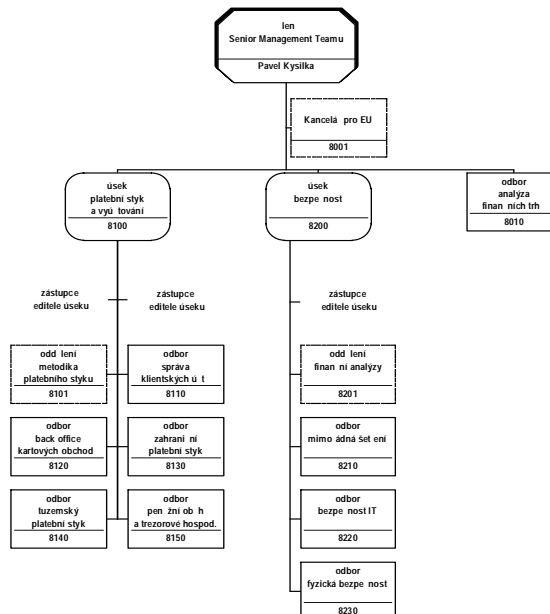 len
Senior Management Teamu
Pavel Kysilka
Kancelá pro EU
8001
úsek
platební styk
a vyú tování
8100
úsek
bezpe nost
8200
odbor
analýza
finan ních trh
8010
zástupce
editele úseku
zástupce
editele úseku
zástupce
editele úseku
odd lení
metodika
platebního styku
8101
odbor
správa
klientských ú t
8110
odd lení
finan ní analýzy
8201
odbor
back office
kartových obchod
8120
odbor
zahrani ní
platební styk
8130
odbor
mimo ádná šet ení
8210
odbor
tuzemský
platební styk
8140
odbor
pen žní ob h
a trezorové hospod.
8150
odbor
bezpe nost IT
8220
odbor
fyzická bezpe nost
8230